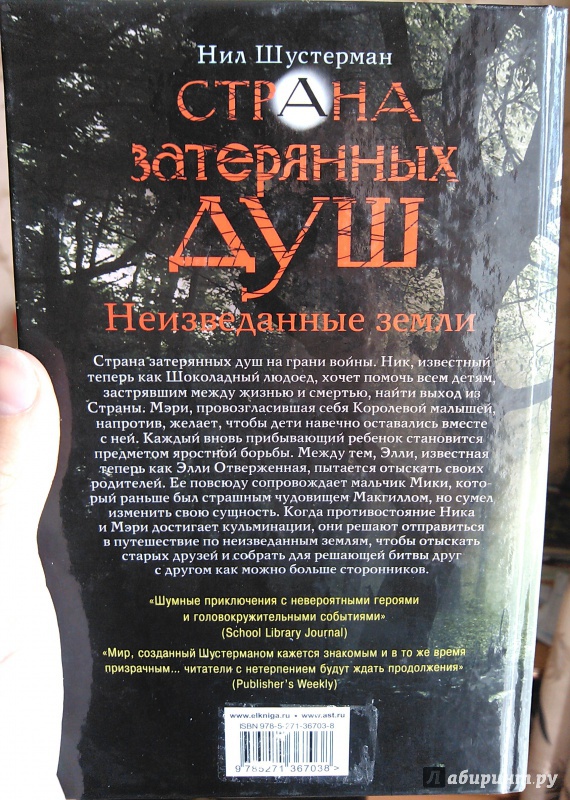 Нил Шустерман
СТРАНА
ЗАТЕРЯННЫХ
ДУШ
Неизведанные земли
Страна затерянных душ на грани войны. Ник, известный
теперь как Шоколадный людоед, хочет помочь всем детям,
застрявшим между жизнью и смертью, найти выход из
Страны. Мэри, провозгласившая себя Королевой малышей,
напротив, желает, чтобы дети навечно оставались вместе
с ней. Каждый вновь прибывающий ребенок становится
предметом яростной борьбы. Между тем, Элли, известная
теперь как Элли Отверженная, пытается отыскать своих
родителей. Ее повсюду сопровождает мальчик Мики, кото-
рый раньше был страшным чудовищем Макгиллом, но сумел
изменить свою сущность. Когда противостояние Ника
и Мэри достигает кульминации, они решают отправиться
в путешествие по неизведанным землям, чтобы отыскать
старых друзей и собрать для решающей битвы друг
с другом как можно больше сторонников.
«Шумные приключения с невероятными героями
и головокружительными событиями»
(School Library Journal)
«Мир, созданный Шустерманом кажется знакомым и в то же время
призрачным... читатели с нетерпением будут ждать продолжения»
(Publisher's Weekly)
www.elkniga.ru • www.ast.ru
ISBN 978-5-271-36703-8
9 785271 367038 >
Лабиринт.ру